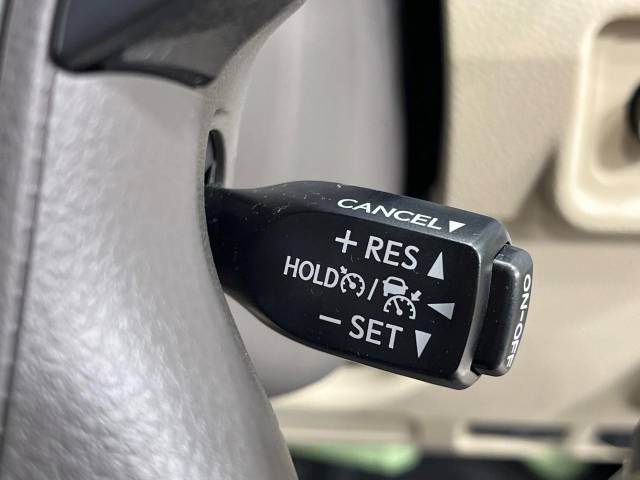 CANCEL▼
+ RES ▲
HOLD / ◄
− SET ▼
ON-OFF